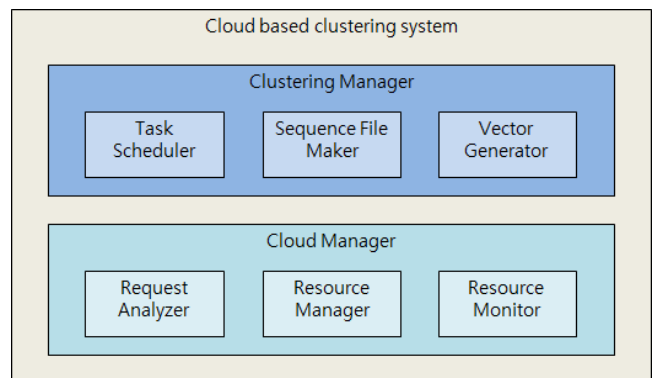 Cloud based clustering system
Clustering Manager
Task
Scheduler
Sequence File
Maker
Vector
Generator
Cloud Manager
Request
Analyzer
Resource
Manager
Resource
Monitor